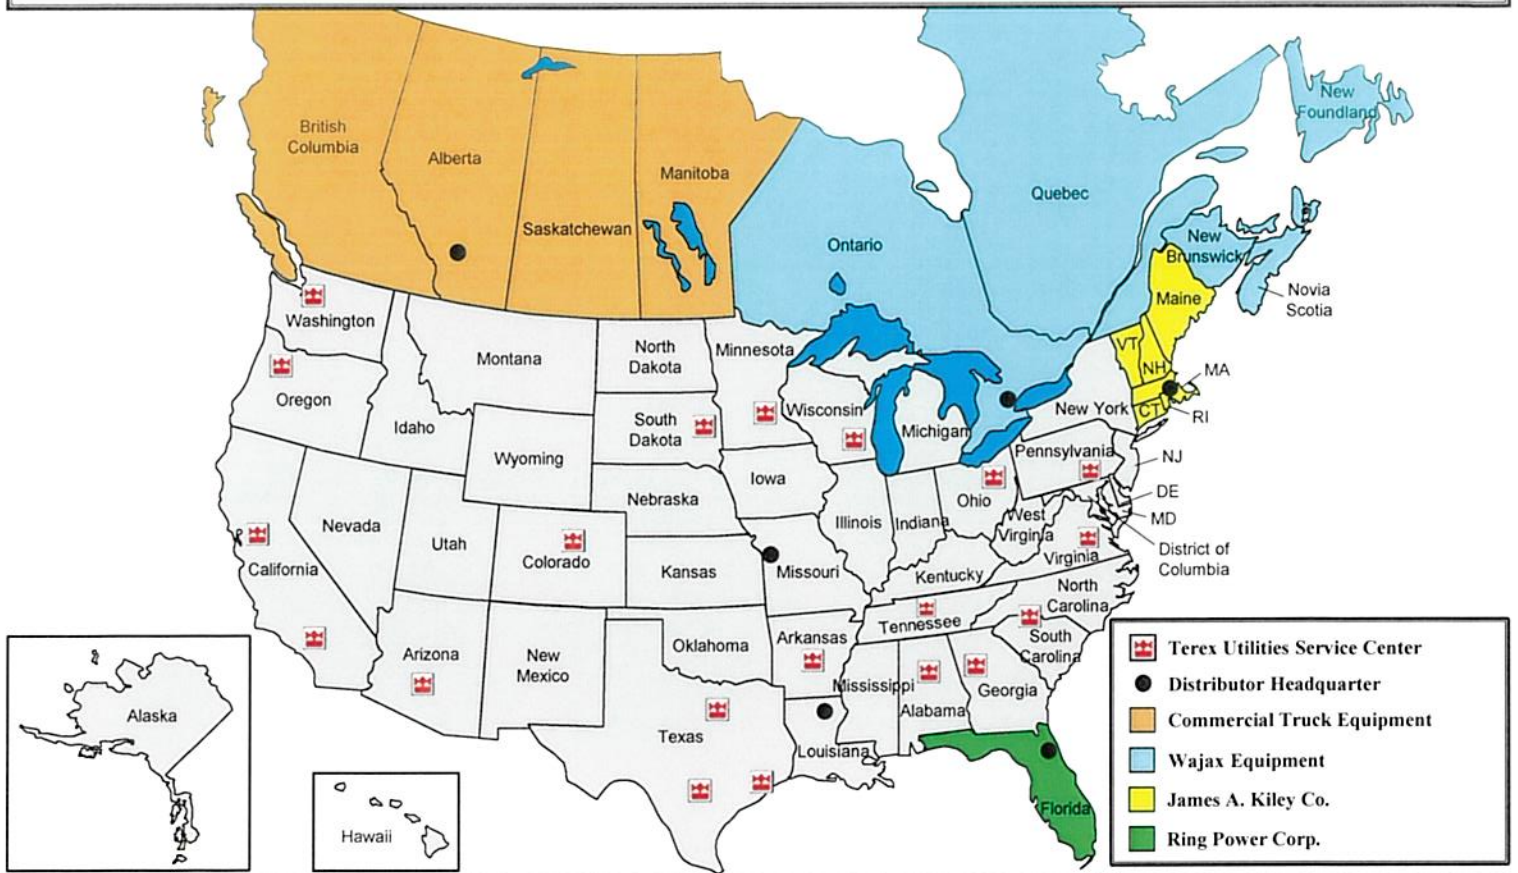 British
Columbia
Alberta
Saskatchewan
Manitoba
Ontario
Quebec
New
Foundland
New
Brunswick
Novia
Scotia
Maine
VT
NH
MA
CT
RI
Washington
Oregon
Idaho
Montana
North
Dakota
South
Dakota
Minnesota
Wisconsin
Michigan
New York
Pennsylvania
NJ
DE
MD
District of
Columbia
Wyoming
Nebraska
Iowa
Illinois
Indiana
Ohio
West
Virginia
Virginia
Nevada
Utah
Colorado
Kansas
Missouri
Kentucky
California
Arizona
New
Mexico
Oklahoma
Arkansas
Tennessee
North
Carolina
South
Carolina
Texas
Louisiana
Mississippi
Alabama
Georgia
Florida
Alaska
Hawaii
Terex Utilities Service Center
Distributor Headquarter
Commercial Truck Equipment
Wajax Equipment
James A. Kiley Co.
Ring Power Corp.